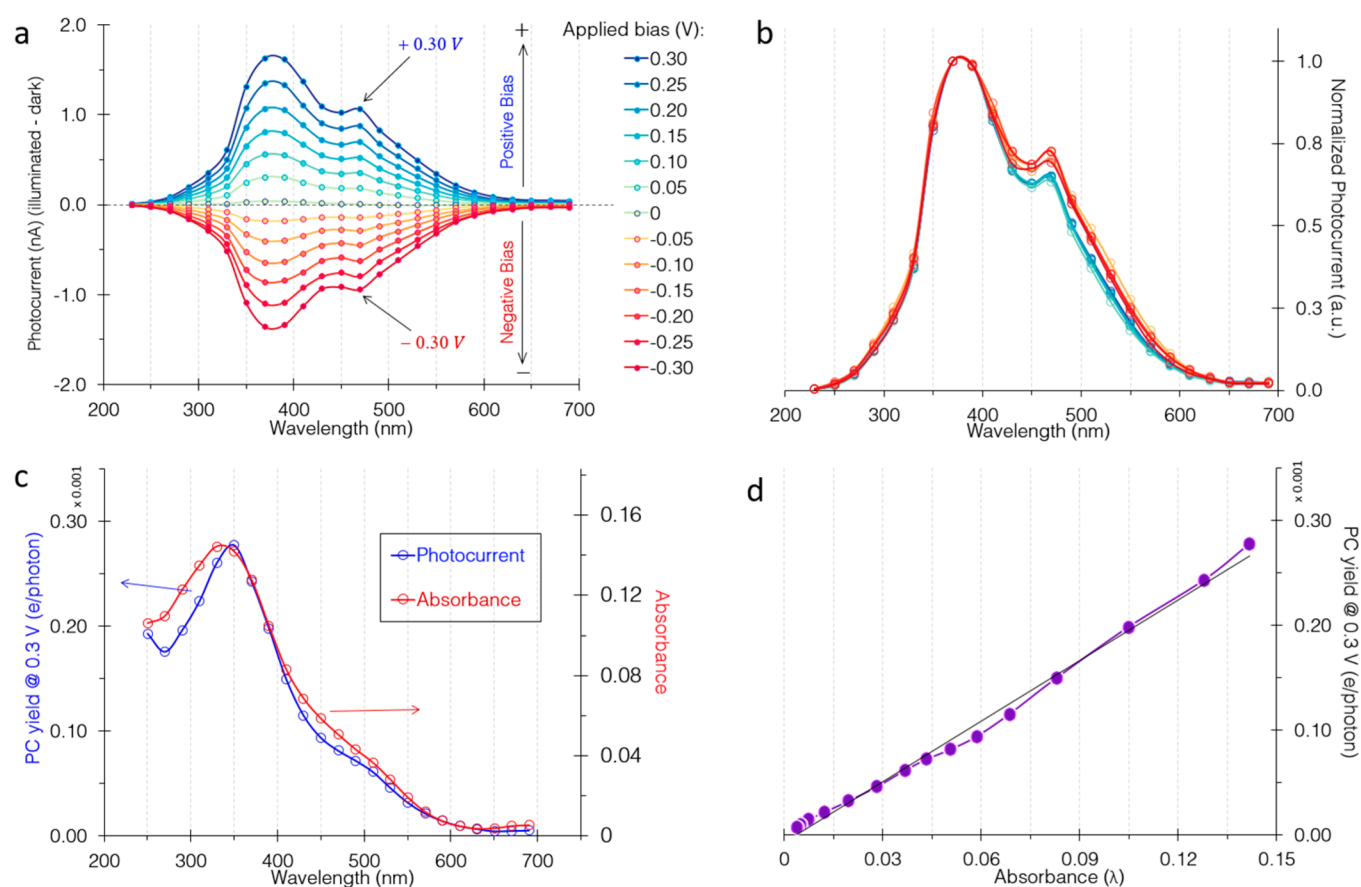 a
Photocurrent (nA) (illuminated - dark)
2.0
1.0
0.0
-1.0
-2.0
200 300 400 500 600 700
Wavelength (nm)
+ 0.30 V
− 0.30 V
+
Positive Bias
Negative Bias
−
Applied bias (V):
0.30
0.25
0.20
0.15
0.10
0.05
0
-0.05
-0.10
-0.15
-0.20
-0.25
-0.30
b
1.0
0.8
0.5
0.3
0.0
Normalized Photocurrent (a.u.)
200 300 400 500 600 700
Wavelength (nm)
c
x 0.001
PC yield @ 0.3 V (e/photon)
0.30
0.20
0.10
0.00
Photocurrent
Absorbance
0.16
0.12
0.08
0.04
0
Absorbance
200 300 400 500 600 700
Wavelength (nm)
d
x 0.001
0.30
0.20
0.10
0.00
PC yield @ 0.3 V (e/photon)
0 0.03 0.06 0.09 0.12 0.15
Absorbance (λ)